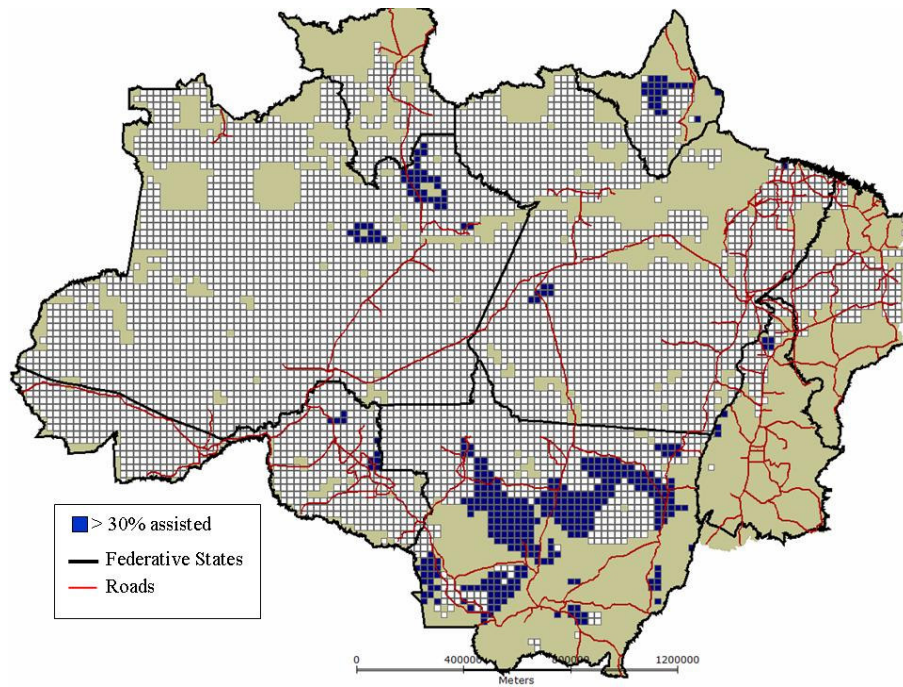 > 30% assisted
Federative States
Roads
0 400000 800000 1200000
Meters